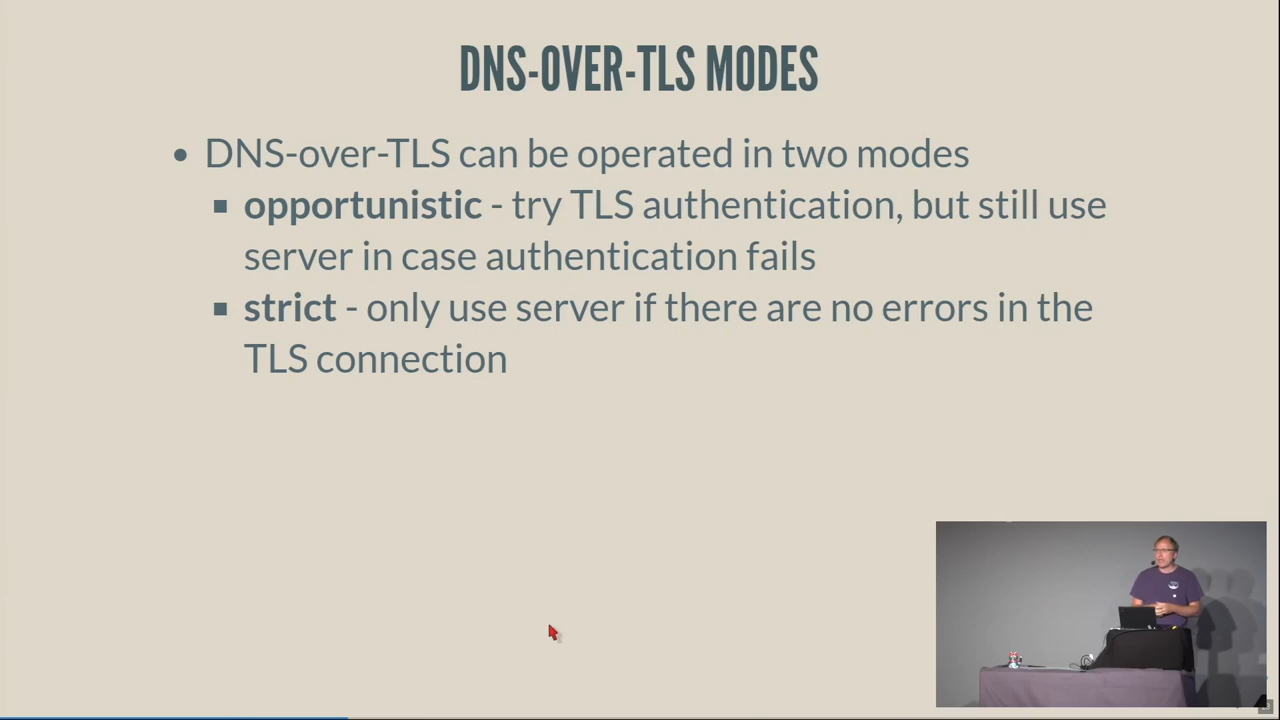 DNS-OVER-TLS MODES
• DNS-over-TLS can be operated in two modes
▪ opportunistic - try TLS authentication, but still use
server in case authentication fails
▪ strict - only use server if there are no errors in the
TLS connection